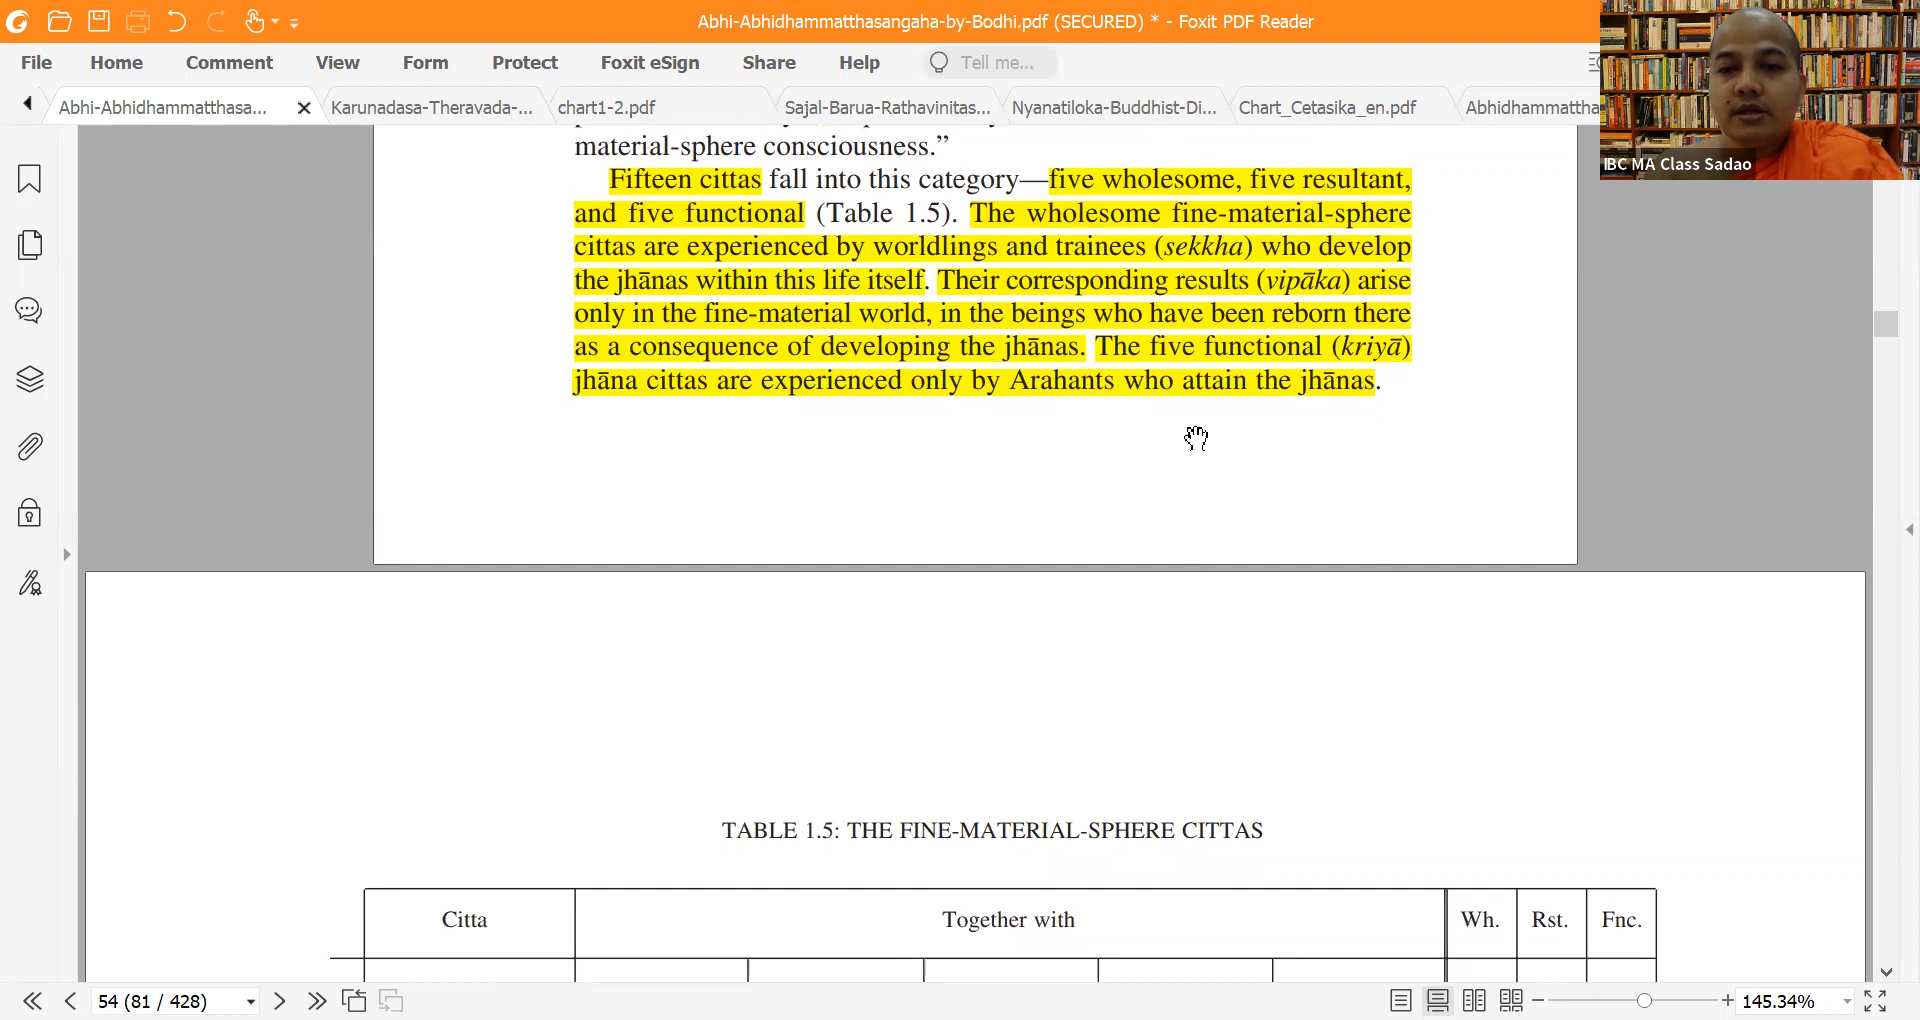 Abhi-Abhidhammatthasangaha-by-Bodhi.pdf (SECURED) * - Foxit PDF Reader
File Home Comment View Form Protect Foxit eSign Share Help Tell me...
Abhi-Abhidhammatthasa... Karunadasa-Theravada-... chart1-2.pdf Sajal-Barua-Rathavinitas... Nyanatiloka-Buddhist-Di... Chart_Cetasika_en.pdf Abhidhammattha
IBC MA Class Sadao
material-sphere consciousness.”
Fifteen cittas fall into this category—five wholesome, five resultant,
and five functional (Table 1.5). The wholesome fine-material-sphere
cittas are experienced by worldlings and trainees (sekkha) who develop
the jhānas within this life itself. Their corresponding results (vipāka) arise
only in the fine-material world, in the beings who have been reborn there
as a consequence of developing the jhānas. The five functional (kriyā)
jhāna cittas are experienced only by Arahants who attain the jhānas.
TABLE 1.5: THE FINE-MATERIAL-SPHERE CITTAS
Citta Together with Wh. Rst. Fnc.
54 (81 / 428) 145.34%